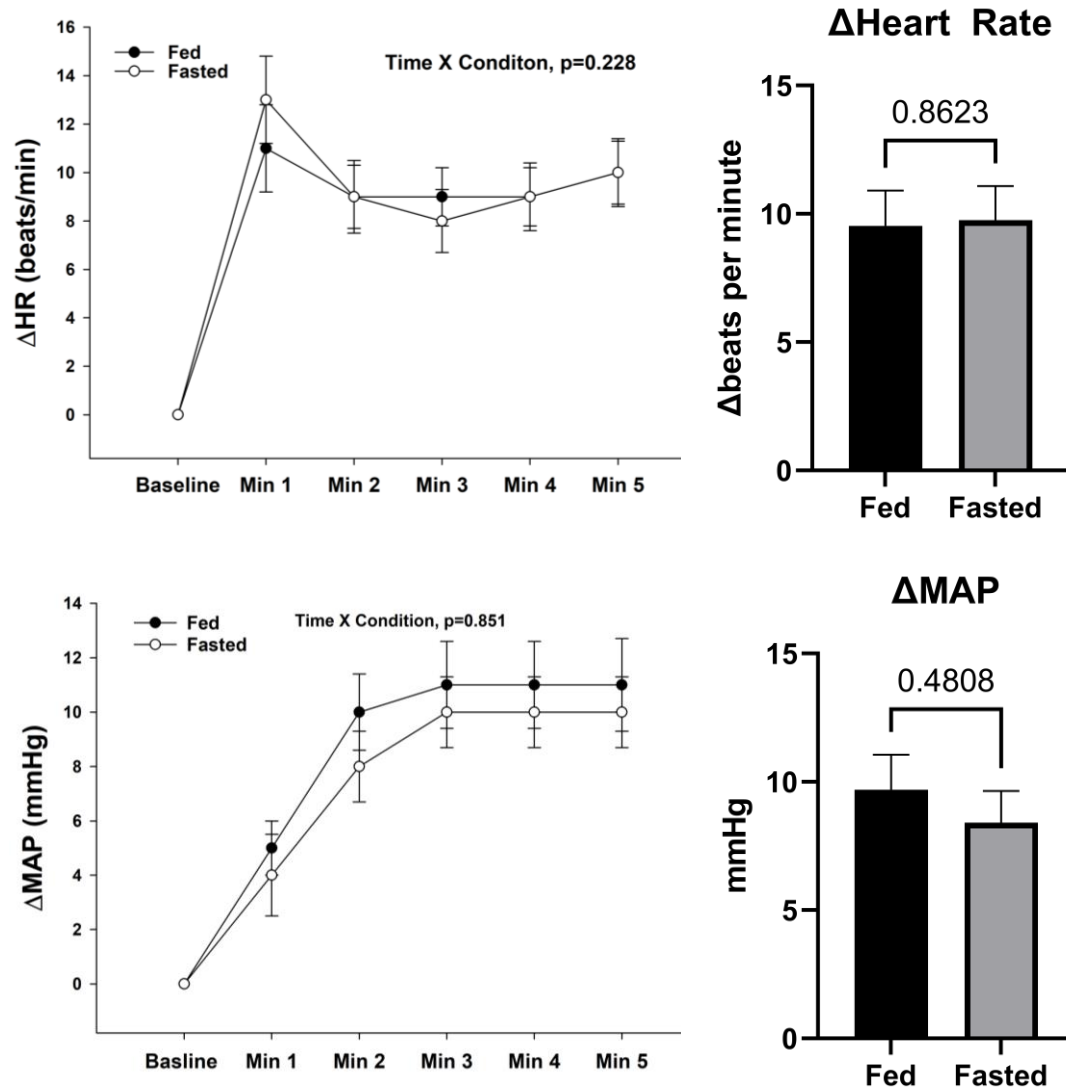 16
14
12
10
8
6
4
2
0
ΔHR (beats/min)
Fed
Fasted
Time X Conditon, p=0.228
Baseline Min 1 Min 2 Min 3 Min 4 Min 5
ΔHeart Rate
15
10
5
0
Δbeats per minute
0.8623
Fed Fasted
14
12
10
8
6
4
2
0
ΔMAP (mmHg)
Fed
Fasted
Time X Condition, p=0.851
Basline Min 1 Min 2 Min 3 Min 4 Min 5
ΔMAP
15
10
5
0
mmHg
0.4808
Fed Fasted